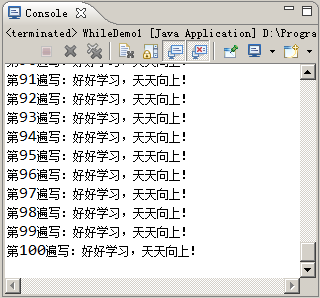 Console
<terminated> WhileDemo1 [Java Application] D:\Progra
第91遍写：好好学习，天天向上！
第92遍写：好好学习，天天向上！
第93遍写：好好学习，天天向上！
第94遍写：好好学习，天天向上！
第95遍写：好好学习，天天向上！
第96遍写：好好学习，天天向上！
第97遍写：好好学习，天天向上！
第98遍写：好好学习，天天向上！
第99遍写：好好学习，天天向上！
第100遍写：好好学习，天天向上！